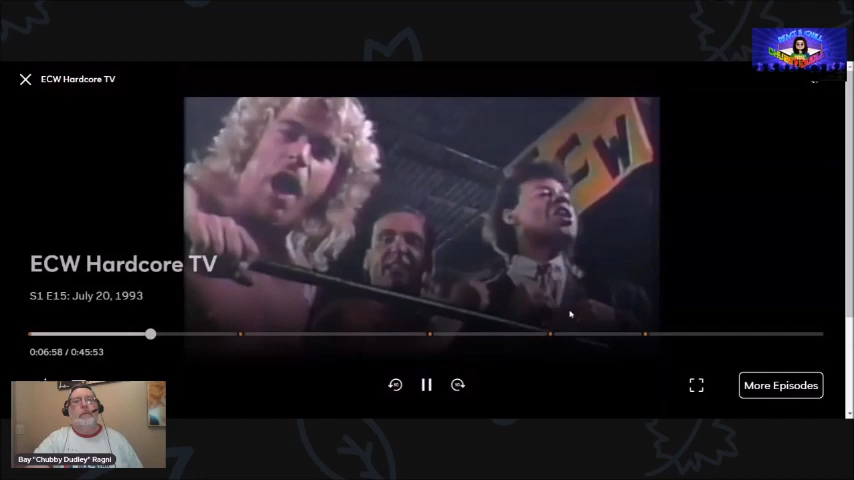 ECW Hardcore TV
ECW
ECW Hardcore TV
S1 E15: July 20, 1993
0:06:58 / 0:45:53
More Episodes
Bay "Chubby Dudley" Ragni